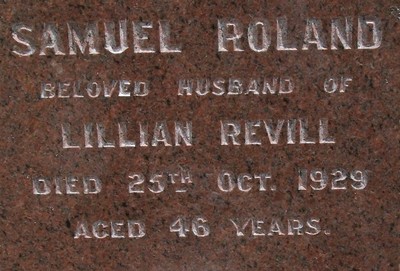 SAMUEL ROLAND
BELOVED HUSBAND OF
LILLIAN REVILL
DIED 25TH OCT. 1929
AGED 46 YEARS.